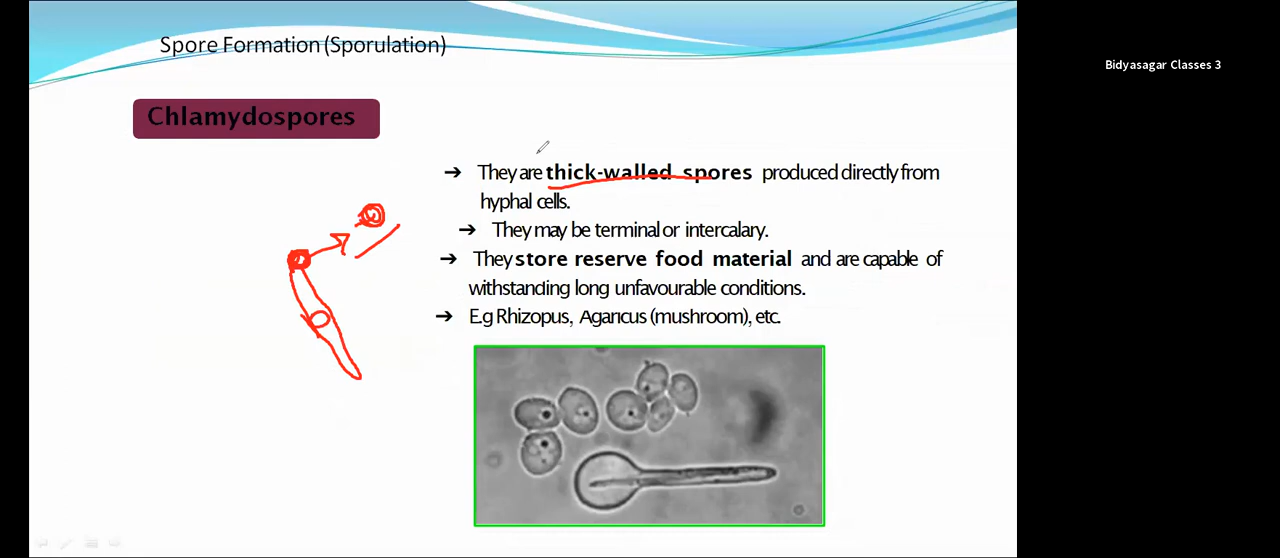 Spore Formation (Sporulation)
Bidyasagar Classes 3
Chlamydospores
➔ They are thick-walled spores produced directly from
hyphal cells.
➔ They may be terminal or intercalary.
➔ They store reserve food material and are capable of
withstanding long unfavourable conditions.
➔ E.g Rhizopus, Agaricus (mushroom), etc.